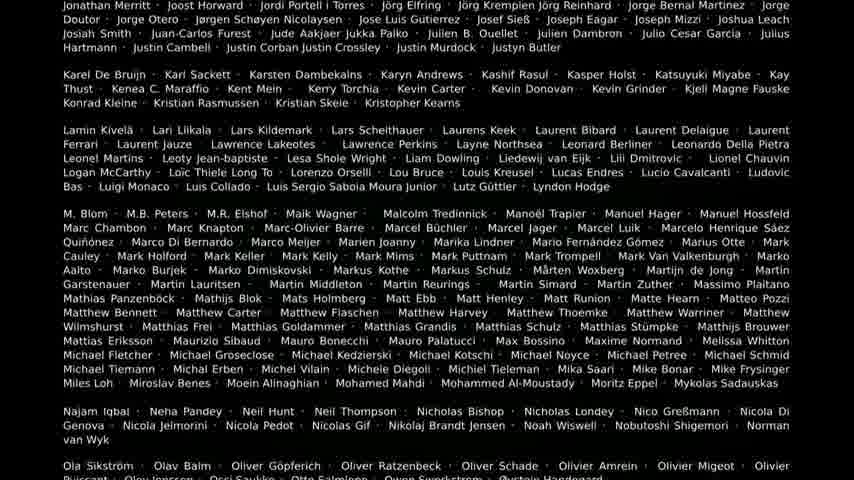 Jonathan Merritt · Joost Howard · Jordi Portell i Torres · Jörg Elfring · Jörg Kremplen Jörg Reinhard · Jorge Bernal Martinez · Jorge
Doutor · Jorge Otero · Jørgen Schøyen Nicolaysen · Jose Luis Gutierrez · Josef Sieß · Joseph Eagar · Joseph Mizzi · Joshua Leach
Josiah Smith · Juan-Carlos Furest · Jude Aakjaer Jukka Palko · Julien B. Ouellet · Julien Dambron · Julio Cesar Garcia · Julius
Hartmann · Justin Cambell · Justin Corban Justin Crossley · Justin Murdock · Justyn Butler
Karel De Bruijn · Karl Sackett · Karsten Dambekalns · Karyn Andrews · Kashif Rasul · Kasper Holst · Katsuyuki Miyabe · Kay
Thust · Kenea C. Maraffio · Kent Mein · Kerry Torchia · Kevin Carter · Kevin Donovan · Kevin Grinder · Kjell Magne Fauske
Konrad Kleine · Kristian Rasmussen · Kristian Skeie · Kristopher Kearns
Lamin Kivelä · Lari Liikala · Lars Kildemark · Lars Scheithauer · Laurens Keek · Laurent Bibard · Laurent Delaigue · Laurent
Ferrari · Laurent Jauze · Lawrence Lakeotes · Lawrence Perkins · Layne Northsea · Leonard Berliner · Leonardo Della Pietra
Leonel Martins · Leoty Jean-baptiste · Lesa Shole Wright · Liam Dowling · Liedewij van Eijk · Lili Dmitrovic · Lionel Chauvin
Logan McCarthy · Loïc Thiele Long To · Lorenzo Orselli · Lou Bruce · Louis Kreusel · Lucas Endres · Lucio Cavalcanti · Ludovic
Bas · Luigi Monaco · Luis Collado · Luis Sergio Saboia Moura Junior · Lutz Güttler · Lyndon Hodge
M. Blom · M.B. Peters · M.R. Elshof · Maik Wagner · Malcolm Tredinnick · Manoël Trapier · Manuel Hager · Manuel Hossfeld
Marc Chambon · Marc Knapton · Marc-Olivier Barre · Marcel Büchler · Marcel Jager · Marcel Luik · Marcelo Henrique Sáez
Quiñónez · Marco Di Bernardo · Marco Meijer · Marien Joanny · Marika Lindner · Mario Fernández Gómez · Marius Otte · Mark
Cauley · Mark Holford · Mark Keller · Mark Kelly · Mark Mims · Mark Puttnam · Mark Trompell · Mark Van Valkenburgh · Marko
Aalto · Marko Burjek · Marko Dimiskovski · Markus Kothe · Markus Schulz · Mårten Woxberg · Martijn de Jong · Martin
Garstenauer · Martin Lauritsen · Martin Middleton · Martin Reurings · Martin Simard · Martin Zuther · Massimo Plaitano
Mathias Panzenböck · Mathijs Blok · Mats Holmberg · Matt Ebb · Matt Henley · Matt Runion · Matte Hearn · Matteo Pozzi
Matthew Bennett · Matthew Carter · Matthew Flaschen · Matthew Harvey · Matthew Thoemke · Matthew Warriner · Matthew
Wilmshurst · Matthias Frei · Matthias Goldammer · Matthias Grandis · Matthias Schulz · Matthias Stümpke · Matthijs Brouwer
Mattias Eriksson · Maurizio Sibaud · Mauro Bonecchi · Mauro Palatucci · Max Bossino · Maxime Normand · Melissa Whitton
Michael Fletcher · Michael Groseclose · Michael Kedzierski · Michael Kotschi · Michael Noyce · Michael Petree · Michael Schmid
Michael Tiemann · Michal Erben · Michel Vilain · Michele Diegoli · Michiel Tieleman · Mika Saari · Mike Bonar · Mike Frysinger
Miles Loh · Miroslav Benes · Moein Alinaghian · Mohamed Mahdi · Mohammed Al-Moustady · Moritz Eppel · Mykolas Sadauskas
Najam Iqbal · Neha Pandey · Neil Hunt · Neil Thompson · Nicholas Bishop · Nicholas Londey · Nico Greßmann · Nicola Di
Genova · Nicola Jelmorini · Nicola Pedot · Nicolas Gif · Nikolaj Brandt Jensen · Noah Wiswell · Nobutoshi Shigemori · Norman
van Wyk
Ola Sikström · Olav Balm · Oliver Göpferich · Oliver Ratzenbeck · Oliver Schade · Olivier Amrein · Olivier Migeot · Olivier